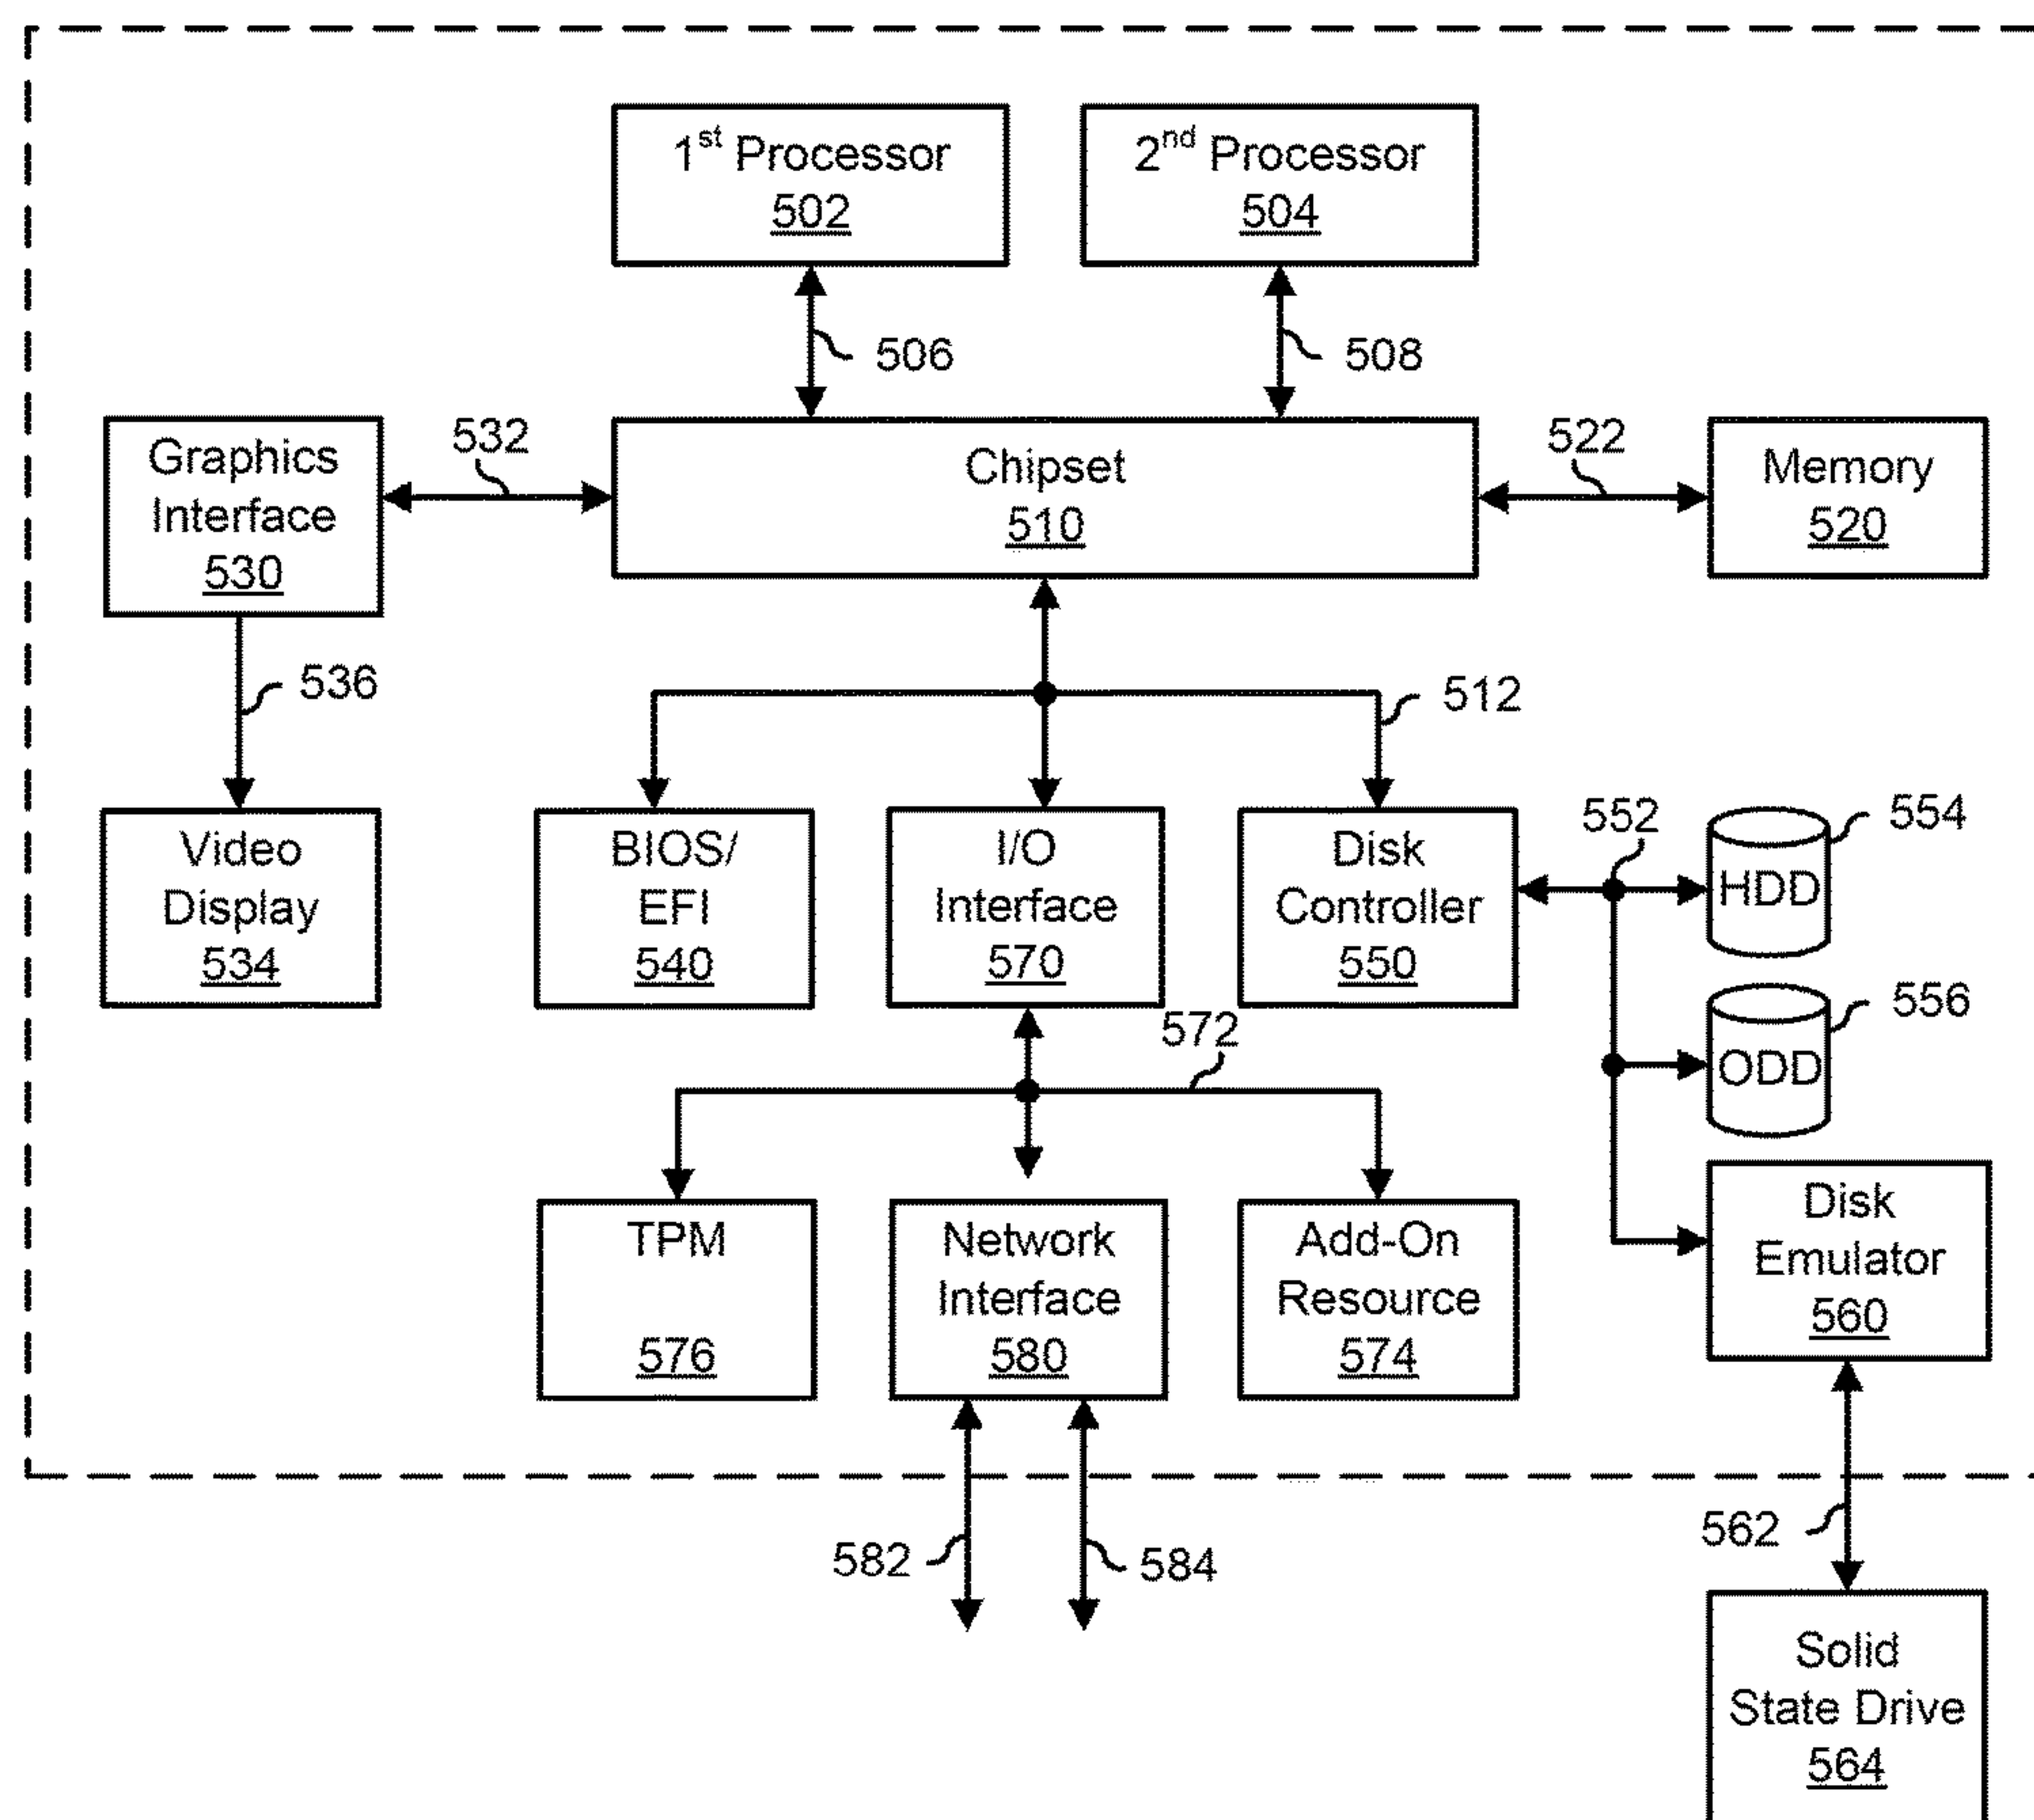 1st Processor
502
2nd Processor
504
506
508
Graphics
Interface
530
532
Chipset
510
522
Memory
520
536
512
Video
Display
534
BIOS/
EFI
540
I/O
Interface
570
Disk
Controller
550
552
HDD
554
ODD
556
572
TPM
576
Network
Interface
580
Add-On
Resource
574
Disk
Emulator
560
582
584
562
Solid
State Drive
564